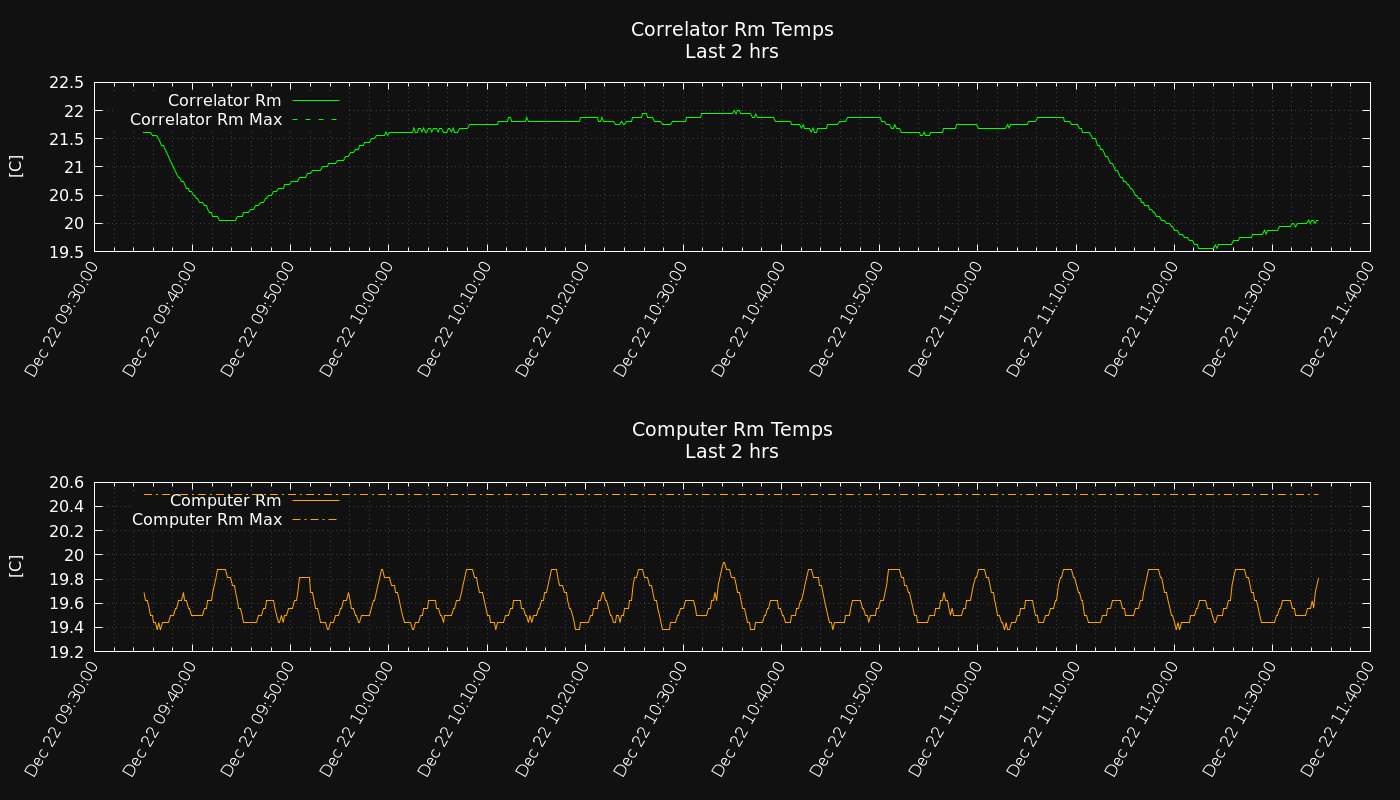 Correlator Rm Temps
Last 2 hrs
22.5
22
21.5
21
20.5
20
19.5
[C]
Correlator Rm
Correlator Rm Max
Dec 22 09:30:00
Dec 22 09:40:00
Dec 22 09:50:00
Dec 22 10:00:00
Dec 22 10:10:00
Dec 22 10:20:00
Dec 22 10:30:00
Dec 22 10:40:00
Dec 22 10:50:00
Dec 22 11:00:00
Dec 22 11:10:00
Dec 22 11:20:00
Dec 22 11:30:00
Dec 22 11:40:00
Computer Rm Temps
Last 2 hrs
20.6
20.4
20.2
20
19.8
19.6
19.4
19.2
[C]
Computer Rm
Computer Rm Max
Dec 22 09:30:00
Dec 22 09:40:00
Dec 22 09:50:00
Dec 22 10:00:00
Dec 22 10:10:00
Dec 22 10:20:00
Dec 22 10:30:00
Dec 22 10:40:00
Dec 22 10:50:00
Dec 22 11:00:00
Dec 22 11:10:00
Dec 22 11:20:00
Dec 22 11:30:00
Dec 22 11:40:00